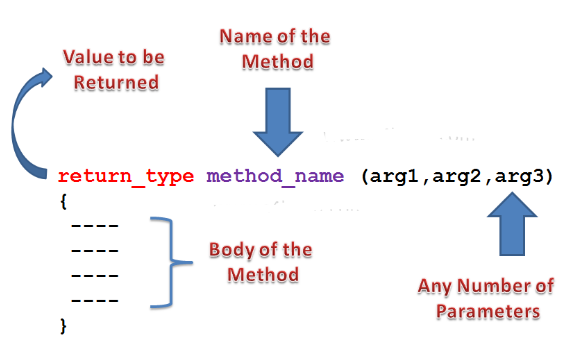 Name of the
Method
Value to be
Returned
return_type method_name (arg1,arg2,arg3)
{
----
----
----
----
}
Body of the
Method
Any Number of
Parameters